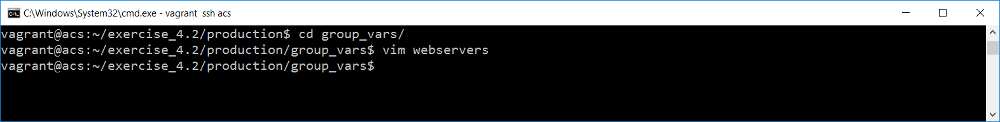 C:\Windows\System32\cmd.exe - vagrant  ssh acs
vagrant@acs:~/exercise_4.2/production$ cd group_vars/
vagrant@acs:~/exercise_4.2/production/group_vars$ vim webservers
vagrant@acs:~/exercise_4.2/production/group_vars$